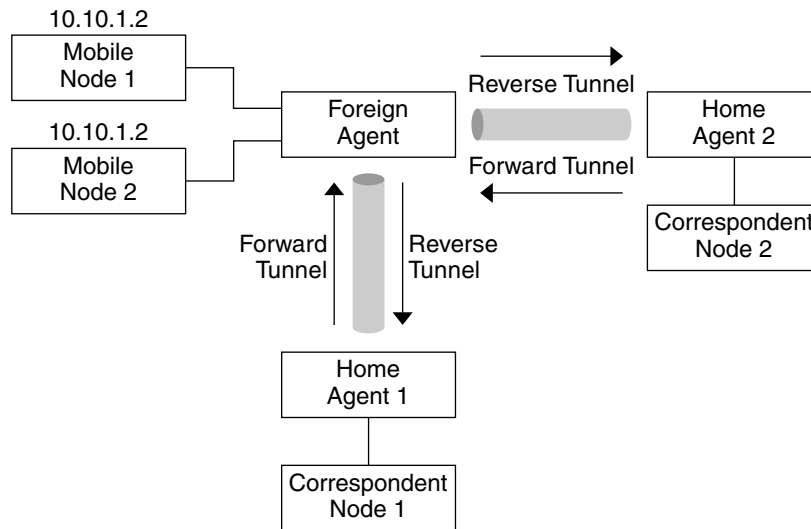 10.10.1.2
Mobile
Node 1
10.10.1.2
Mobile
Node 2
Foreign
Agent
Reverse Tunnel
Forward Tunnel
Home
Agent 2
Correspondent
Node 2
Forward
Tunnel
Reverse
Tunnel
Home
Agent 1
Correspondent
Node 1